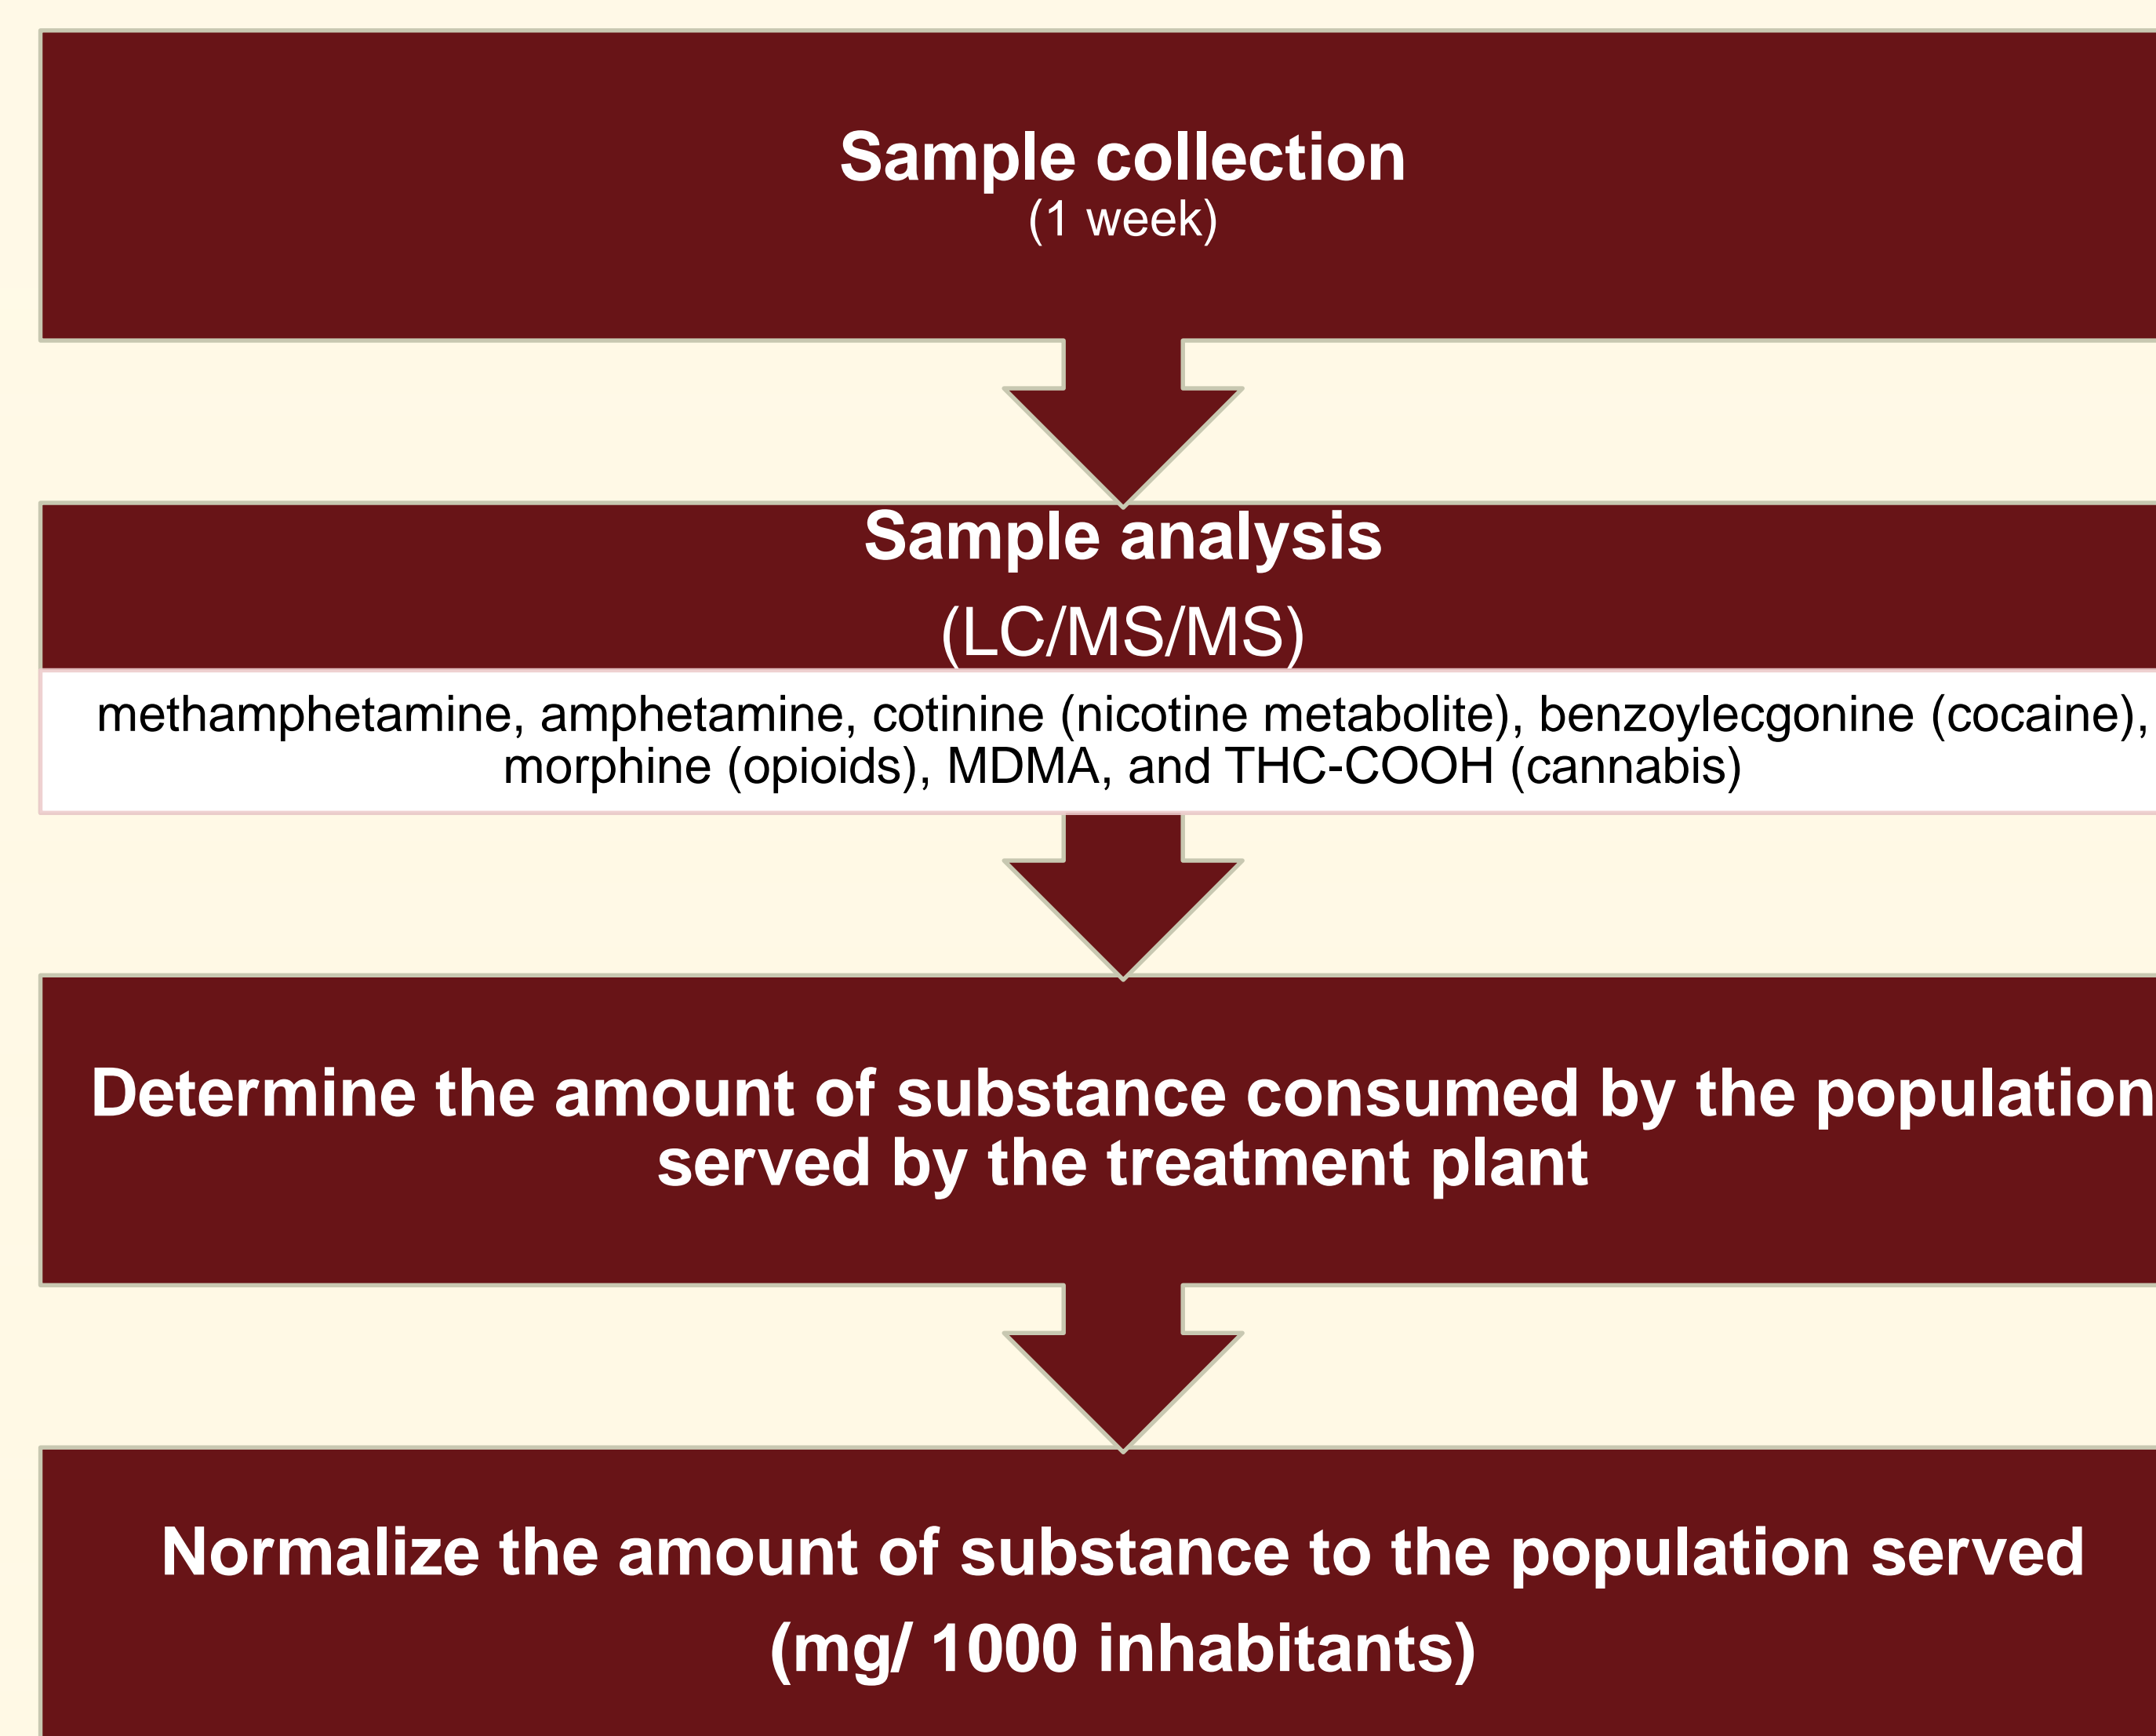 Sample collection
(1 week)
Sample analysis
(LC/MS/MS)
methamphetamine, amphetamine, cotinine (nicotine metabolite), benzoylecgonine (cocaine),
morphine (opioids), MDMA, and THC-COOH (cannabis)
Determine the amount of substance consumed by the population
served by the treatment plant
Normalize the amount of substance to the population served
(mg/ 1000 inhabitants)